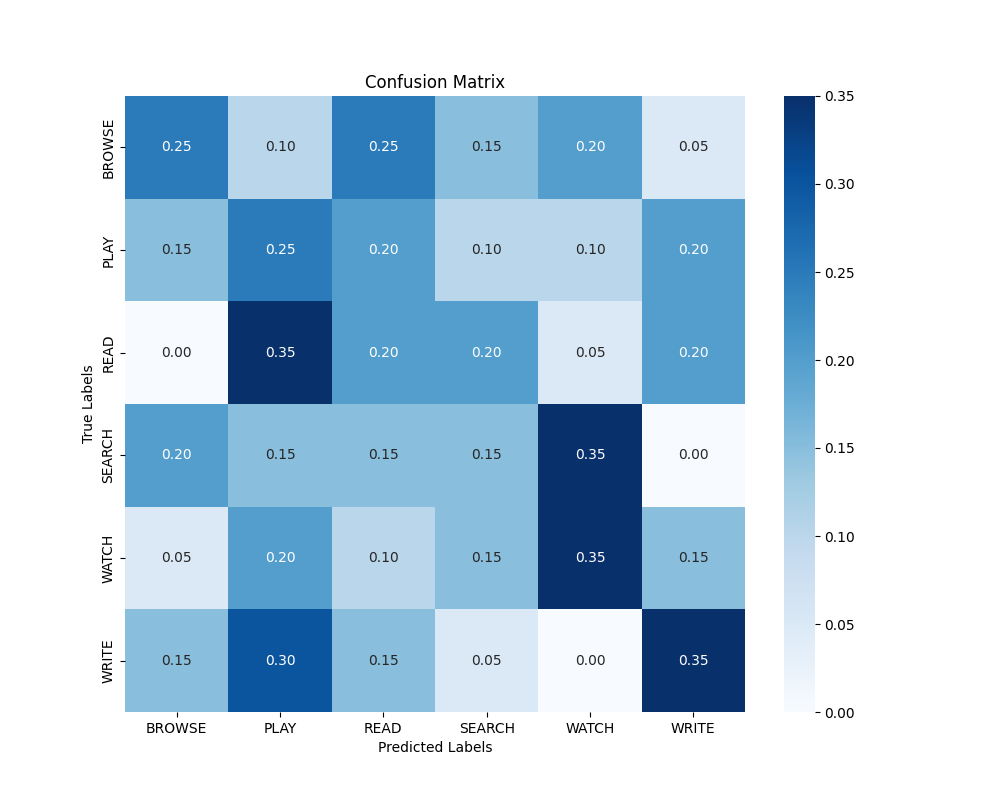 Confusion Matrix
True Labels
BROWSE 0.25 0.10 0.25 0.15 0.20 0.05
PLAY 0.15 0.25 0.20 0.10 0.10 0.20
READ 0.00 0.35 0.20 0.20 0.05 0.20
SEARCH 0.20 0.15 0.15 0.15 0.35 0.00
WATCH 0.05 0.20 0.10 0.15 0.35 0.15
WRITE 0.15 0.30 0.15 0.05 0.00 0.35
BROWSE PLAY READ SEARCH WATCH WRITE
Predicted Labels
0.35
0.30
0.25
0.20
0.15
0.10
0.05
0.00